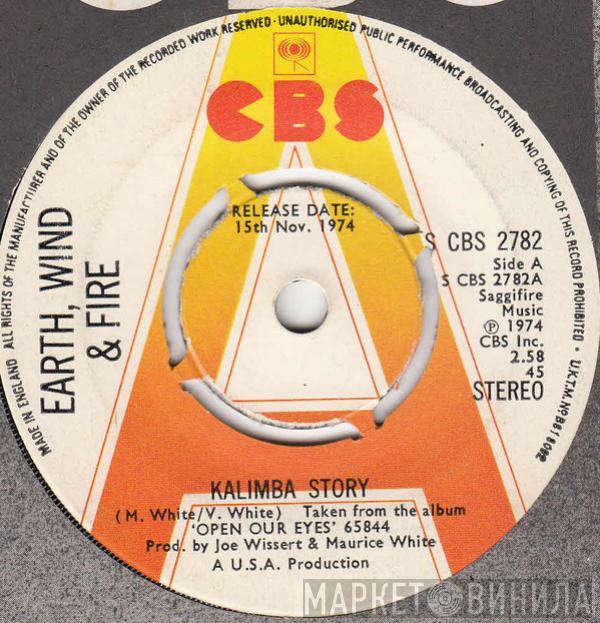 ALL RIGHTS OF THE MANUFACTURER AND OF THE OWNER OF THE RECORDED WORK RESERVED · UNAUTHORISED PUBLIC PERFORMANCE BROADCASTING AND COPYING OF THIS RECORD PROHIBITED · U.K.T.M.Nº B818082
MADE IN ENGLAND
CBS
RELEASE DATE:
15th Nov. 1974
EARTH, WIND
& FIRE
S CBS 2782
Side A
S CBS 2782A
Saggifire
Music
℗ 1974
CBS Inc.
2.58
45
STEREO
KALIMBA STORY
(M. White/V. White) Taken from the album
'OPEN OUR EYES' 65844
Prod. by Joe Wissert & Maurice White
A U.S.A. Production
МАРКЕТ ВИНИЛА